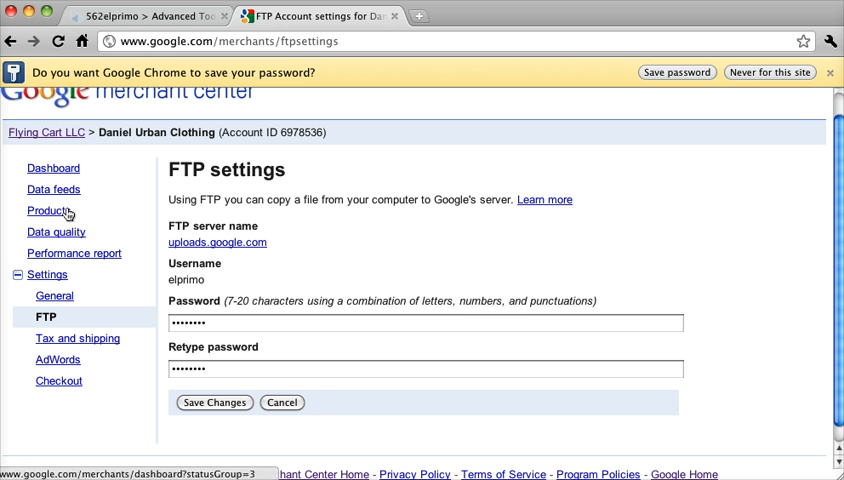 562elprimo > Advanced Too
FTP Account settings for Dan
www.google.com/merchants/ftpsettings
Do you want Google Chrome to save your password?
Save password
Never for this site
Google merchant center
Flying Cart LLC > Daniel Urban Clothing (Account ID 6978536)
Dashboard
Data feeds
Products
Data quality
Performance report
Settings
General
FTP
Tax and shipping
AdWords
Checkout
FTP settings
Using FTP you can copy a file from your computer to Google's server. Learn more
FTP server name
uploads.google.com
Username
elprimo
Password (7-20 characters using a combination of letters, numbers, and punctuations)
••••••••
Retype password
••••••••
Save Changes
Cancel
www.google.com/merchants/dashboard?statusGroup=3
hant Center Home - Privacy Policy - Terms of Service - Program Policies - Google Home